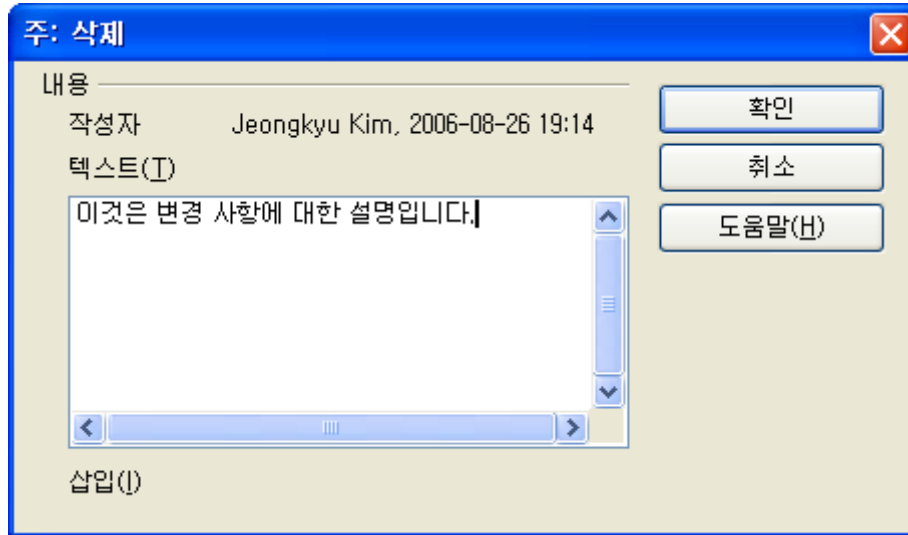 주: 삭제
내용
작성자 Jeongkyu Kim, 2006-08-26 19:14
텍스트(T)
이것은 변경 사항에 대한 설명입니다.
삽입(I)
확인
취소
도움말(H)